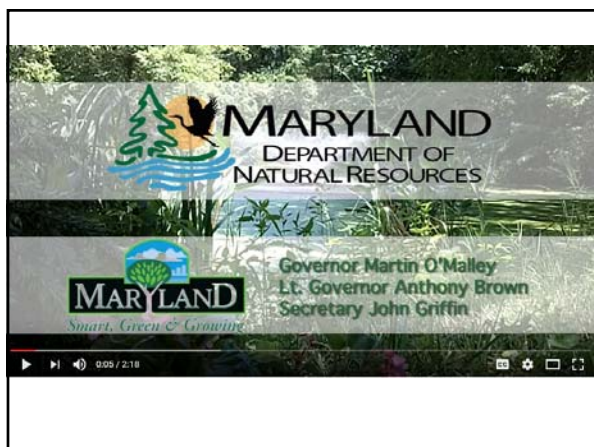 MARYLAND
DEPARTMENT OF
NATURAL RESOURCES
MARYLAND
Smart, Green & Growing
Governor Martin O'Malley
Lt. Governor Anthony Brown
Secretary John Griffin
0:05 / 2:18
CC